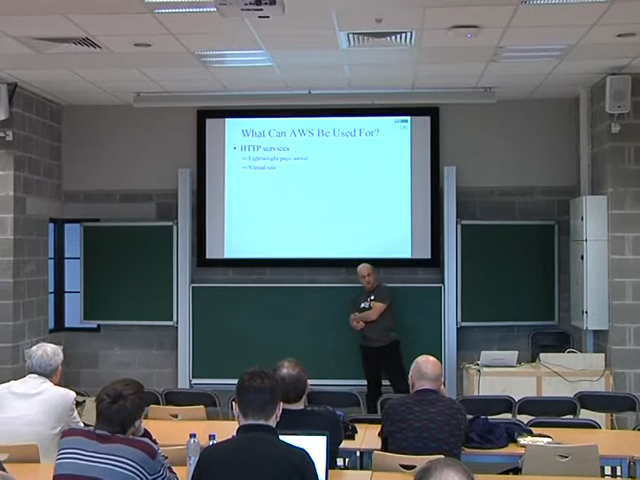 What Can AWS Be Used For?
• HTTP services
Lightweight page server
Virtual site